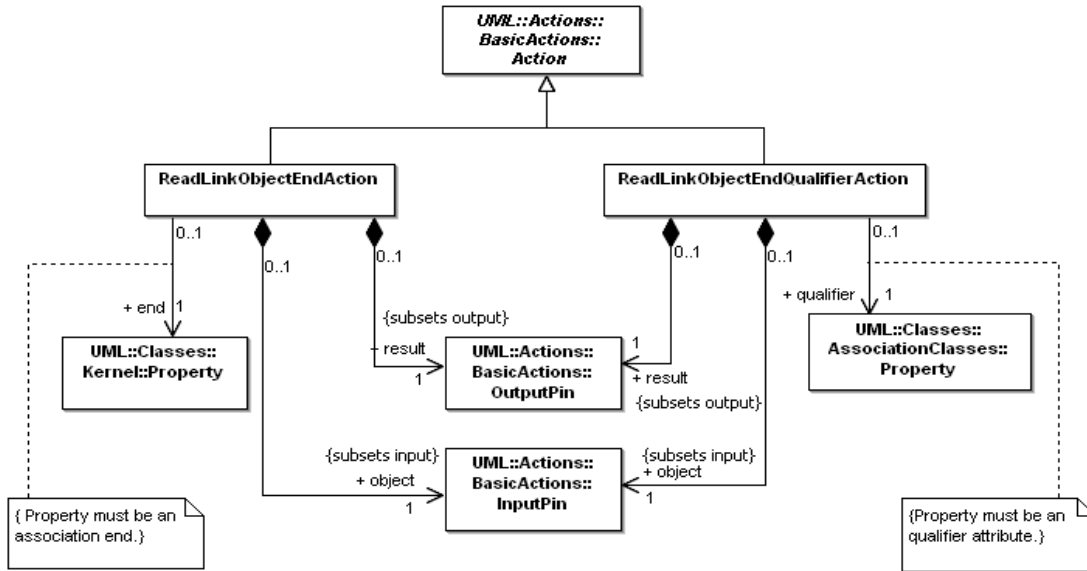 UML::Actions::
BasicActions::
Action
ReadLinkObjectEndAction
ReadLinkObjectEndQualifierAction
0..1
0..1
0..1
0..1
0..1
0..1
+ end
1
{subsets output}
+ result
1
1
+ result
{subsets output}
+ qualifier
1
UML::Classes::
Kernel::Property
UML::Actions::
BasicActions::
OutputPin
UML::Classes::
AssociationClasses::
Property
{subsets input}
+ object
1
{subsets input}
+ object
1
UML::Actions::
BasicActions::
InputPin
{ Property must be an
association end.}
{Property must be an
qualifier attribute.}